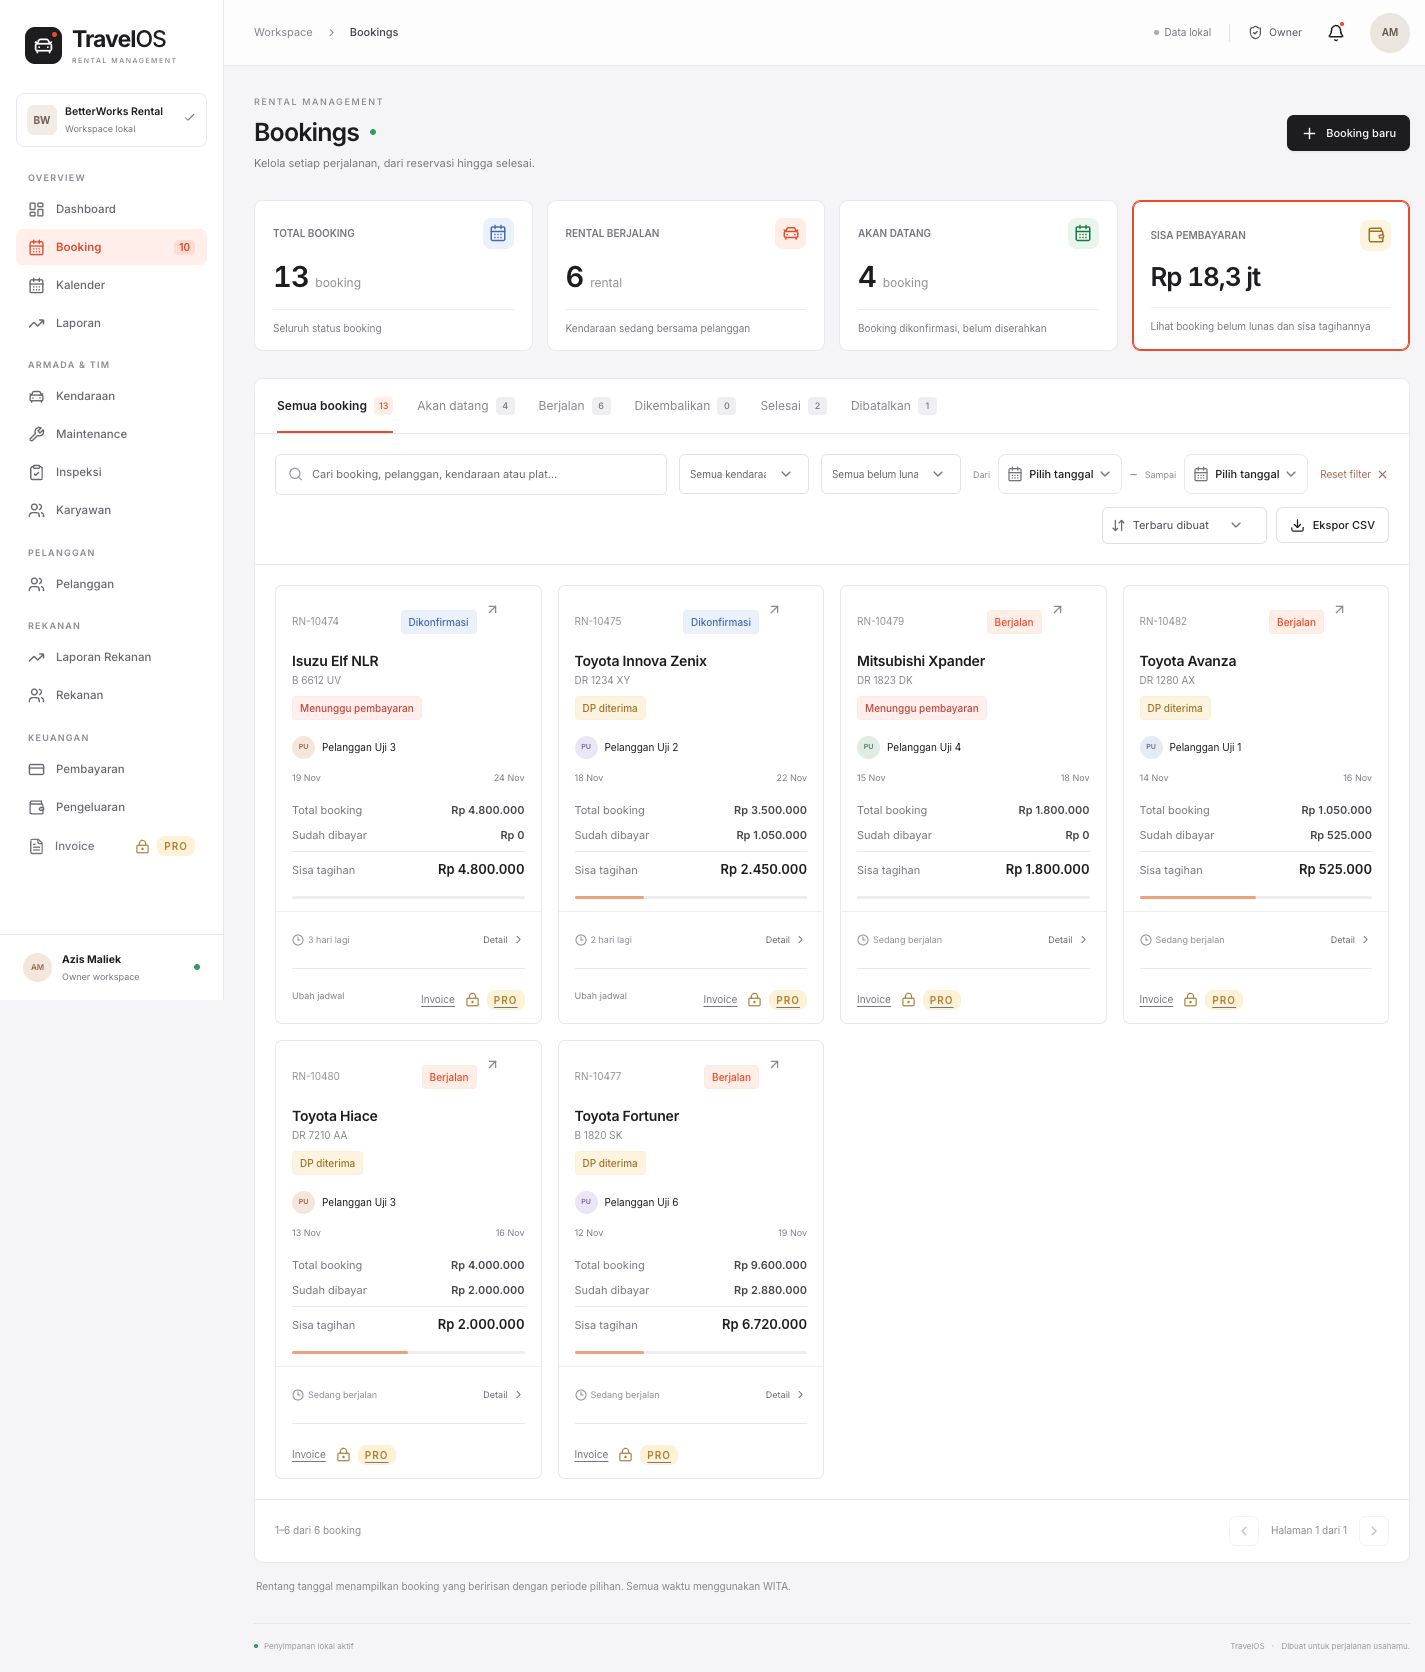 TravelOS
RENTAL MANAGEMENT
BW
BetterWorks Rental
Workspace lokal
OVERVIEW
Dashboard
Booking 10
Kalender
Laporan
ARMADA & TIM
Kendaraan
Maintenance
Inspeksi
Karyawan
PELANGGAN
Pelanggan
REKANAN
Laporan Rekanan
Rekanan
KEUANGAN
Pembayaran
Pengeluaran
Invoice PRO
AM
Azis Maliek
Owner workspace
Workspace Bookings
Data lokal Owner AM
RENTAL MANAGEMENT
Bookings
Kelola setiap perjalanan, dari reservasi hingga selesai.
Booking baru
TOTAL BOOKING
13 booking
Seluruh status booking
RENTAL BERJALAN
6 rental
Kendaraan sedang bersama pelanggan
AKAN DATANG
4 booking
Booking dikonfirmasi, belum diserahkan
SISA PEMBAYARAN
Rp 18,3 jt
Lihat booking belum lunas dan sisa tagihannya
Semua booking 13 Akan datang 4 Berjalan 6 Dikembalikan 0 Selesai 2 Dibatalkan 1
Cari booking, pelanggan, kendaraan atau plat... Semua kendaraa Semua belum luna Dari Pilih tanggal – Sampai Pilih tanggal Reset filter
Terbaru dibuat Ekspor CSV
RN-10474 Dikonfirmasi
Isuzu Elf NLR
B 6612 UV
Menunggu pembayaran
PU Pelanggan Uji 3
19 Nov 24 Nov
Total booking Rp 4.800.000
Sudah dibayar Rp 0
Sisa tagihan Rp 4.800.000
3 hari lagi Detail
Ubah jadwal Invoice PRO
RN-10475 Dikonfirmasi
Toyota Innova Zenix
DR 1234 XY
DP diterima
PU Pelanggan Uji 2
18 Nov 22 Nov
Total booking Rp 3.500.000
Sudah dibayar Rp 1.050.000
Sisa tagihan Rp 2.450.000
2 hari lagi Detail
Ubah jadwal Invoice PRO
RN-10479 Berjalan
Mitsubishi Xpander
DR 1823 DK
Menunggu pembayaran
PU Pelanggan Uji 4
15 Nov 18 Nov
Total booking Rp 1.800.000
Sudah dibayar Rp 0
Sisa tagihan Rp 1.800.000
Sedang berjalan Detail
Invoice PRO
RN-10482 Berjalan
Toyota Avanza
DR 1280 AX
DP diterima
PU Pelanggan Uji 1
14 Nov 16 Nov
Total booking Rp 1.050.000
Sudah dibayar Rp 525.000
Sisa tagihan Rp 525.000
Sedang berjalan Detail
Invoice PRO
RN-10480 Berjalan
Toyota Hiace
DR 7210 AA
DP diterima
PU Pelanggan Uji 3
13 Nov 16 Nov
Total booking Rp 4.000.000
Sudah dibayar Rp 2.000.000
Sisa tagihan Rp 2.000.000
Sedang berjalan Detail
Invoice PRO
RN-10477 Berjalan
Toyota Fortuner
B 1820 SK
DP diterima
PU Pelanggan Uji 6
12 Nov 19 Nov
Total booking Rp 9.600.000
Sudah dibayar Rp 2.880.000
Sisa tagihan Rp 6.720.000
Sedang berjalan Detail
Invoice PRO
1–6 dari 6 booking Halaman 1 dari 1
Rentang tanggal menampilkan booking yang beririsan dengan periode pilihan. Semua waktu menggunakan WITA.
Penyimpanan lokal aktif TravelOS · Dibuat untuk perjalanan usahamu.